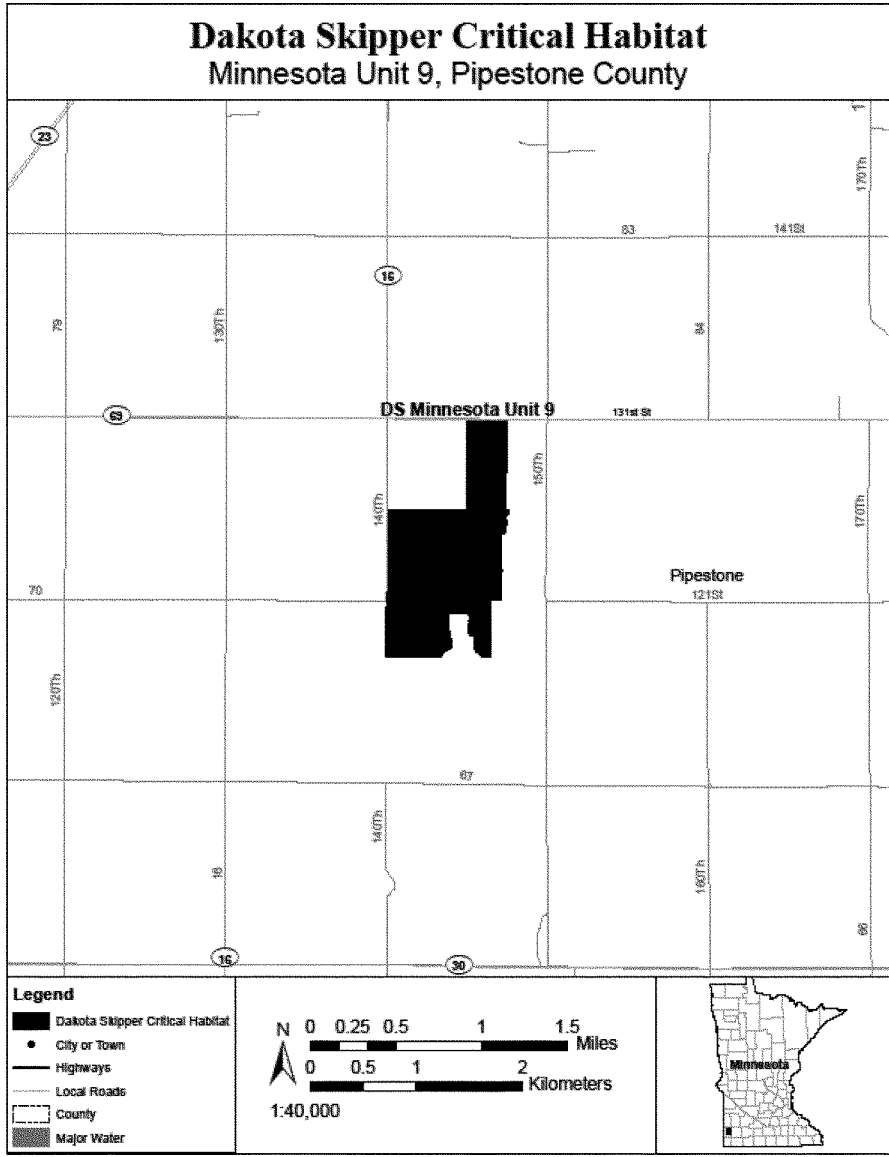 Dakota Skipper Critical Habitat
Minnesota Unit 9, Pipestone County
23
170Th
83
141St
16
79
130Th
84
63
DS Minnesota Unit 9
131st St
140Th
150Th
170Th
Pipestone
70
121St
120Th
67
140Th
16
160Th
66
16
30
Legend
Dakota Skipper Critical Habitat
City or Town
Highways
Local Roads
County
Major Water
N
0 0.25 0.5 1 1.5
Miles
0 0.5 1 2
Kilometers
1:40,000
Minnesota